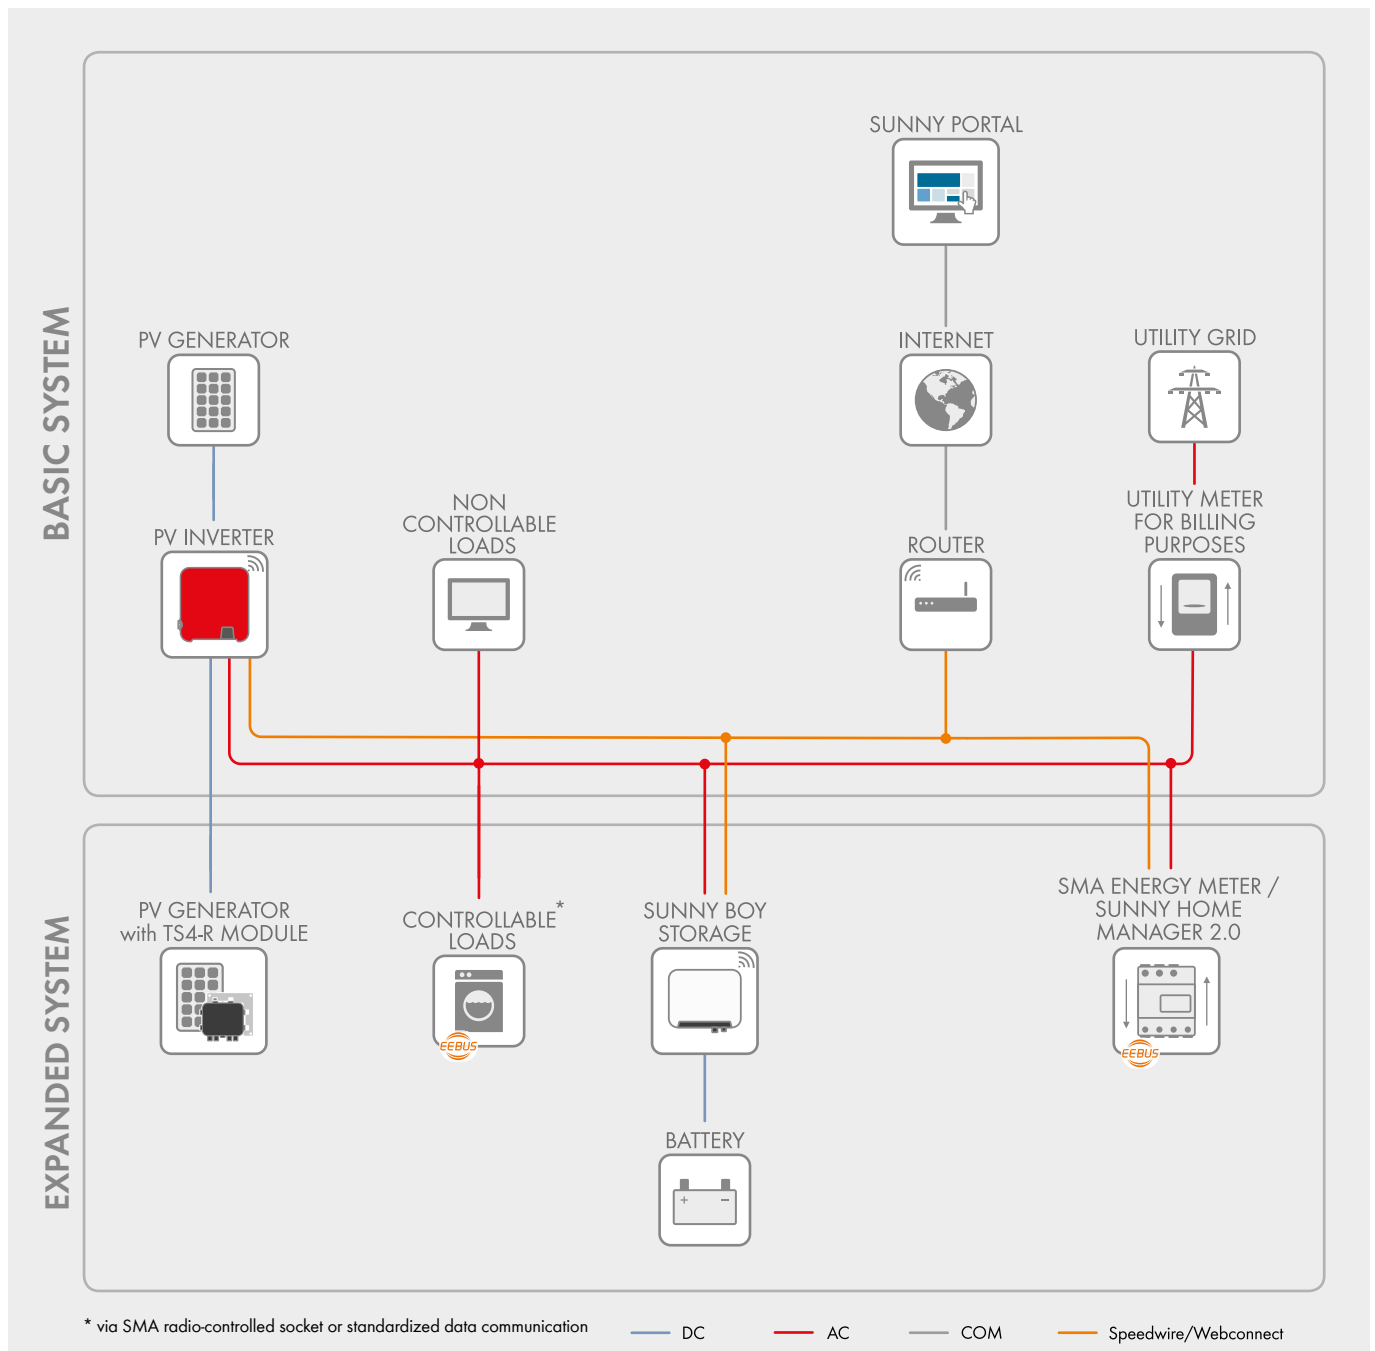 BASIC SYSTEM
SUNNY PORTAL
PV GENERATOR
INTERNET
UTILITY GRID
PV INVERTER
NON
CONTROLLABLE
LOADS
ROUTER
UTILITY METER
FOR BILLING
PURPOSES
EXPANDED SYSTEM
PV GENERATOR
with TS4-R MODULE
CONTROLLABLE*
LOADS
EEBUS
SUNNY BOY
STORAGE
SMA ENERGY METER /
SUNNY HOME
MANAGER 2.0
EEBUS
BATTERY
+ −
* via SMA radio-controlled socket or standardized data communication
DC
AC
COM
Speedwire/Webconnect